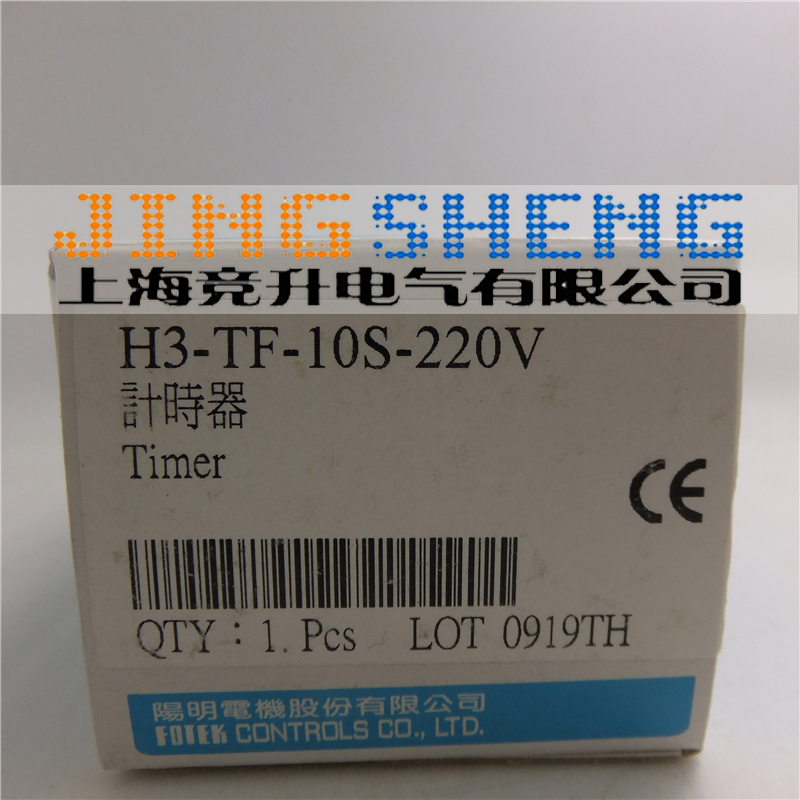 JINGSHENG
上海竞升电气有限公司
H3-TF-10S-220V
計時器
Timer
CE
QTY：1. Pcs LOT 0919TH
陽明電機股份有限公司
FOTEK CONTROLS CO., LTD.